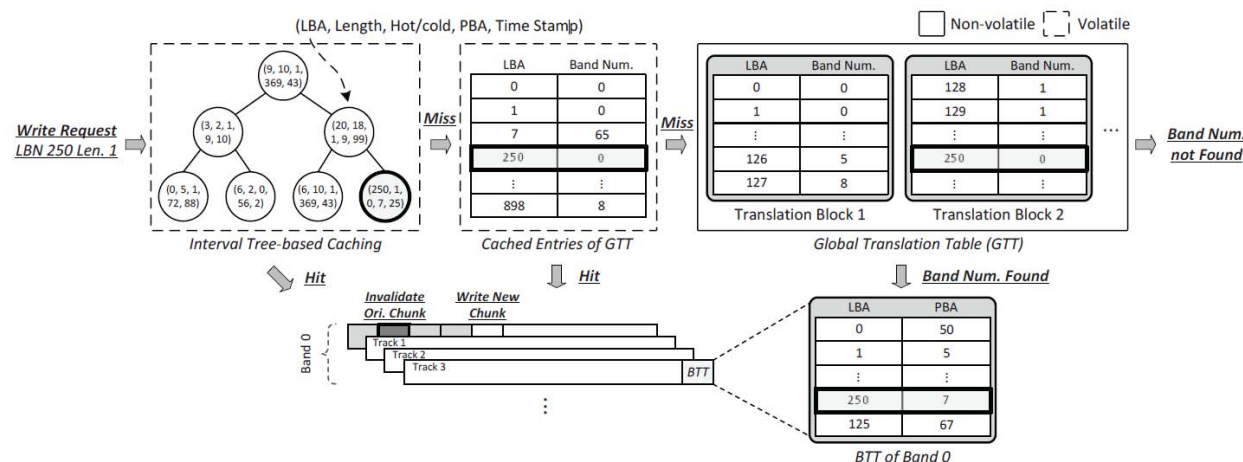 (LBA, Length, Hot/cold, PBA, Time Stamp)
Non-volatile
Volatile
Write Request
LBN 250 Len. 1
(9, 10, 1,
369, 43)
(3, 2, 1,
9, 10)
(20, 18,
1, 9, 99)
(0, 5, 1,
72, 88)
(6, 2, 0,
56, 2)
(6, 10, 1,
369, 43)
(250, 1,
0, 7, 25)
Interval Tree-based Caching
Miss
LBA Band Num.
0 0
1 0
7 65
250 0
⋮ ⋮
898 8
Cached Entries of GTT
Miss
LBA Band Num.
0 0
1 0
⋮ ⋮
126 5
127 8
Translation Block 1
LBA Band Num.
128 1
129 1
⋮ ⋮
250 0
⋮ ⋮
Translation Block 2
...
Global Translation Table (GTT)
Band Num.
not Found
Hit
Hit
Band Num. Found
Invalidate
Ori. Chunk
Write New
Chunk
Band 0
Track 1
Track 2
Track 3
BTT
⋮
LBA PBA
0 50
1 5
⋮ ⋮
250 7
125 67
BTT of Band 0